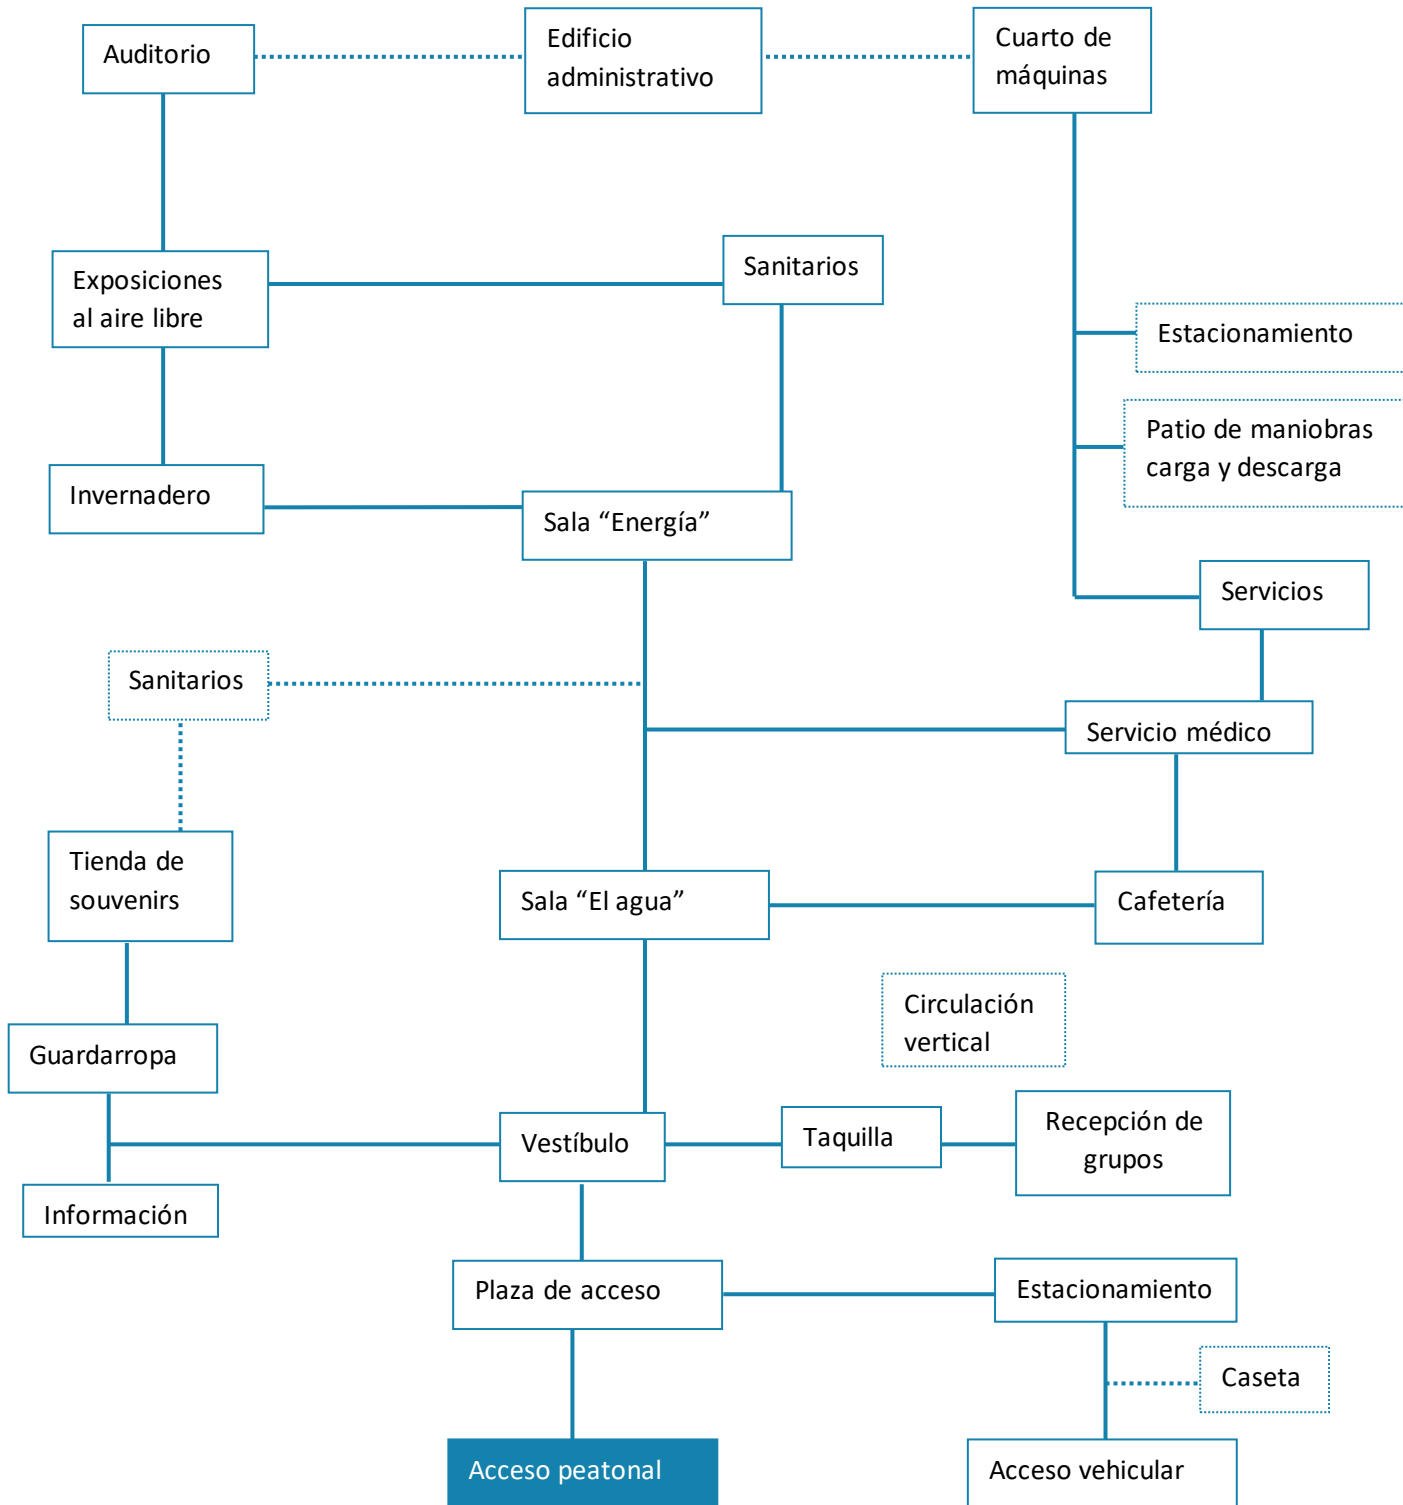 Auditorio
Edificio
administrativo
Cuarto de
máquinas
Exposiciones
al aire libre
Sanitarios
Estacionamiento
Patio de maniobras
carga y descarga
Invernadero
Sala “Energía”
Servicios
Sanitarios
Servicio médico
Tienda de
souvenirs
Sala “El agua”
Cafetería
Circulación
vertical
Guardarropa
Vestíbulo
Taquilla
Recepción de
grupos
Información
Plaza de acceso
Estacionamiento
Caseta
Acceso peatonal
Acceso vehicular